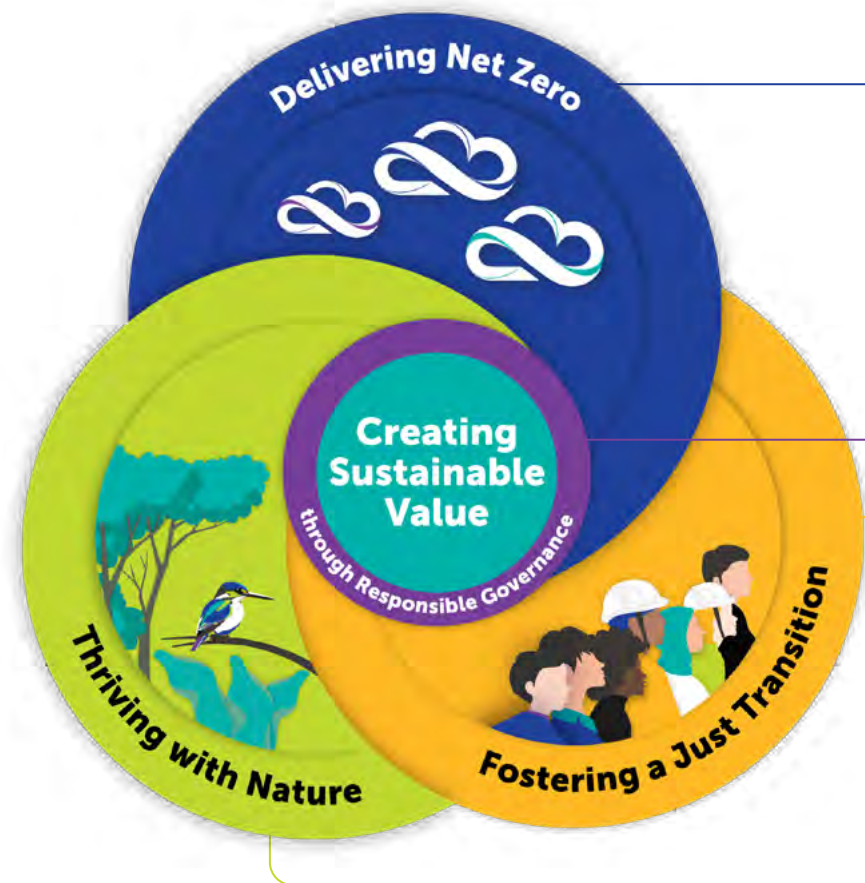 Delivering Net Zero
Creating
Sustainable
Value
through Responsible Governance
Thriving with Nature
Fostering a Just Transition